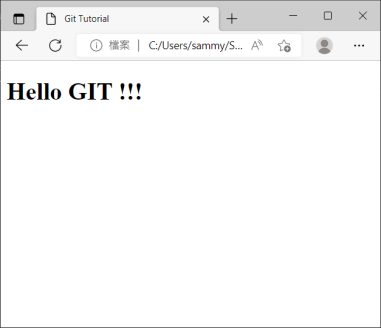 Git Tutorial
檔案 C:/Users/sammy/S...
Hello GIT !!!